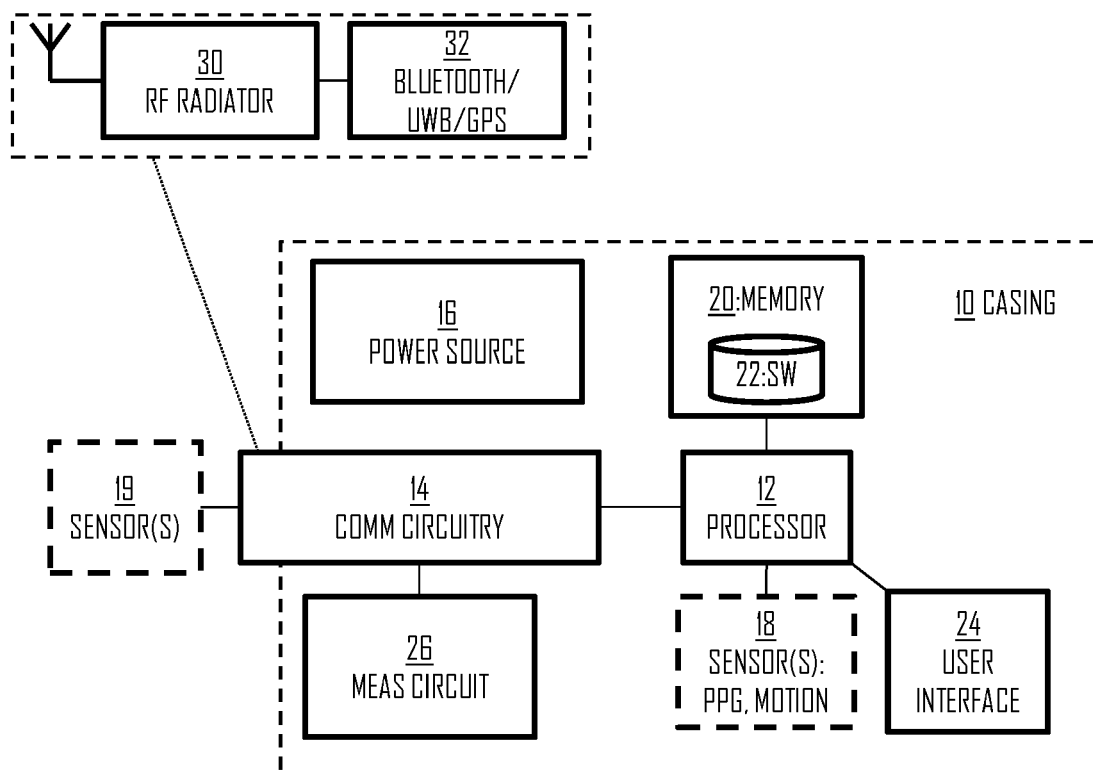 30
RF RADIATOR
32
BLUETOOTH/
UWB/GPS
16
POWER SOURCE
20:MEMORY
22:SW
10 CASING
19
SENSOR(S)
14
COMM CIRCUITRY
12
PROCESSOR
26
MEAS CIRCUIT
18
SENSOR(S):
PPG, MOTION
24
USER
INTERFACE